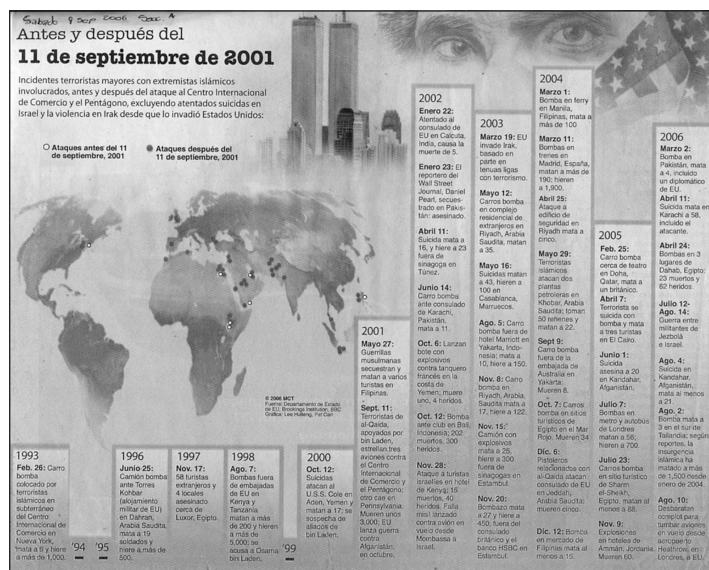 Sabado 9 Sep 2006 Secc. A
Antes y después del
11 de septiembre de 2001
Incidentes terroristas mayores con extremistas islámicos
involucrados, antes y después del ataque al Centro Internacional
de Comercio y el Pentágono, excluyendo atentados suicidas en
Israel y la violencia en Irak desde que lo invadió Estados Unidos:
Ataques antes del 11
de septiembre, 2001
Ataques después del
11 de septiembre, 2001
© 2006 MCT
Fuente: Departamento de Estado
de EU, Brookings Institution, BBC
Gráfica: Lee Hulteng, Pat Carr
1993
Feb. 26: Carro
bomba
colocado por
terroristas
islámicos en
subterráneo
del Centro
Internacional de
Comercio en
Nueva York,
mata a 6 y hiere
a más de 1,000.
'94
'95
1996
Junio 25:
Camión bomba
ante Torres
Kohbar
(alojamiento
militar de EU)
en Dahran,
Arabia Saudita,
mata a 19
soldados y
hiere a más de
500.
1997
Nov. 17:
58 turistas
extranjeros y
4 locales
asesinado
cerca de
Luxor, Egipto.
1998
Ago. 7:
Bombas fuera
de embajadas
de EU en
Kenya y
Tanzania
matan a más
de 200 y hieren
a más de
5,000; se
acusa a Osama
bin Laden.
'99
2000
Oct. 12:
Suicidas
atacan al
U.S.S. Cole en
Aden, Yemen y
matan a 17; se
sospecha de
aliacios de
bin Laden.
2001
Mayo 27:
Guerrillas
musulmanas
secuestran y
matan a varios
turistas en
Filipinas.
Sept. 11:
Terroristas de
al-Qaida,
apoyados por
bin Laden,
estrellan tres
aviones contra
el Centro
Internacional
de Comercio
y el Pentágono;
otro cae en
Pensylvania.
Mueren unos
3,000; EU
lanza guerra
contra
Afganistán,
en octubre.
2002
Enero 22:
Atentado al
consulado de
EU en Calcuta,
India, causa la
muerte de 5.
Enero 23: El
reportero del
Wall Street
Journal, Daniel
Pearl, secues-
trado en Pakis-
tán; asesinado.
Abril 11:
Suicida mata a
16, y hiere a 23
fuera de
sinagoga en
Túnez.
Junio 14:
Carro bomba
ante consulado
de Karachi,
Pakistán,
mata a 11.
Oct. 6: Lanzan
bote con
explosivos
contra tanquero
francés en la
costa de
Yemen; muere
uno, 4 heridos.
Oct. 12: Bomba
ante club en Bali,
Indonesia; 202
muertos, 300
heridos.
Nov. 28:
Ataque a turistas
israelíes en hotel
de Kenya; 15
muertos, 40
heridos. Falla
misil lanzado
contra avión en
vuelo desde
Mombassa a
Israel.
2003
Marzo 19: EU
invade Irak,
basado en
parte en
tenuas ligas
con terrorismo.
Mayo 12:
Carros bomba
en complejo
residencial de
extranjeros en
Riyadh, Arabia
Saudita, matan
a 35.
Mayo 16:
Suicidas matan
a 43, hieren a
100 en
Casablanca,
Marruecos.
Ago. 5: Carro
bomba fuera de
hotel Marriott en
Yakarta, Indo-
nesia; mata a
10, hiere a 150.
Nov. 8: Carro
bomba en
Riyadh, Arabia
Saudita mata a
17, hiere a 122.
Nov. 15:
Camión con
explosivos
mata a 25,
hiere a 300
fuera de
sinagogas en
Estambul.
Nov. 20:
Bombazo mata
a 27 y hiere a
450, fuera del
consulado
británico y el
banco HSBC en
Estambul.
2004
Marzo 1:
Bomba en ferry
en Manila,
Filipinas, mata a
más de 100
Marzo 11:
Bombas en
trenes en
Madrid, España,
matan a más de
190; hieren
a 1,900.
Abril 25:
Ataque a
edificio de
seguridad en
Riyadh mata a
cinco.
Mayo 29:
Terroristas
islámicos
atacan dos
plantas
petroleras en
Khobar, Arabia
Saudita; toman
50 rehenes y
matan a 22.
Sept 9:
Carro bomba
fuera de la
embajada de
Australia en
Yakarta;
Mueren 8.
Oct. 7: Carros
bomba en sitios
turísticos de
Egipto en el Mar
Rojo. Mueren 34
Dic. 6:
Pistoleros
relacionados con
al-Qaida atacan
consulado de EU
en Jeddah,
Arabia Saudita;
mueren cinco.
Dic. 12: Bomba
en mercado de
Filipinas mata al
menos a 15.
2005
Feb. 25:
Carro bomba
cerca de teatro
en Doha,
Qatar, mata a
un británico.
Abril 7:
Terrorista se
suicida con
bomba y mata
a tres turistas
en El Cairo.
Junio 1:
Suicida
asesina a 20
en Kandahar,
Afganistán.
Julio 7:
Bombas en
metro y autobús
de Londres
matan a 56;
hieren a 700.
Julio 23:
Carros bomba
en sitio turístico
de Sharm
el-Sheikh,
Egipto, matan al
menos a 88.
Nov. 9:
Explosiones
en hoteles de
Amman, Jordania.
Mueren 60.
2006
Marzo 2:
Bomba en
Pakistán, mata
a 4, incluido
un diplomático
de EU.
Abril 11:
Suicida mata en
Karachi a 58,
incluido el
atacante.
Abril 24:
Bombas en 3
lugares de
Dahab, Egipto;
23 muertos y
62 heridos.
Julio 12-
Ago. 14:
Guerra entre
militantes de
Jezbolá
e Israel.
Ago. 4:
Suicida en
Kandahar,
Afganistán,
mata al menos
a 21
Ago. 2:
Bomba mata
a 3 en el sur de
Tailandia; según
reportes, la
insurgencia
islámica ha
matado a más
de 1,500 desde
enero de 2004.
Ago. 10:
Desbaratan
complot para
tumbar aviones
en vuelo desde
aeropuerto
Heathrow, en
Londres, a EU.